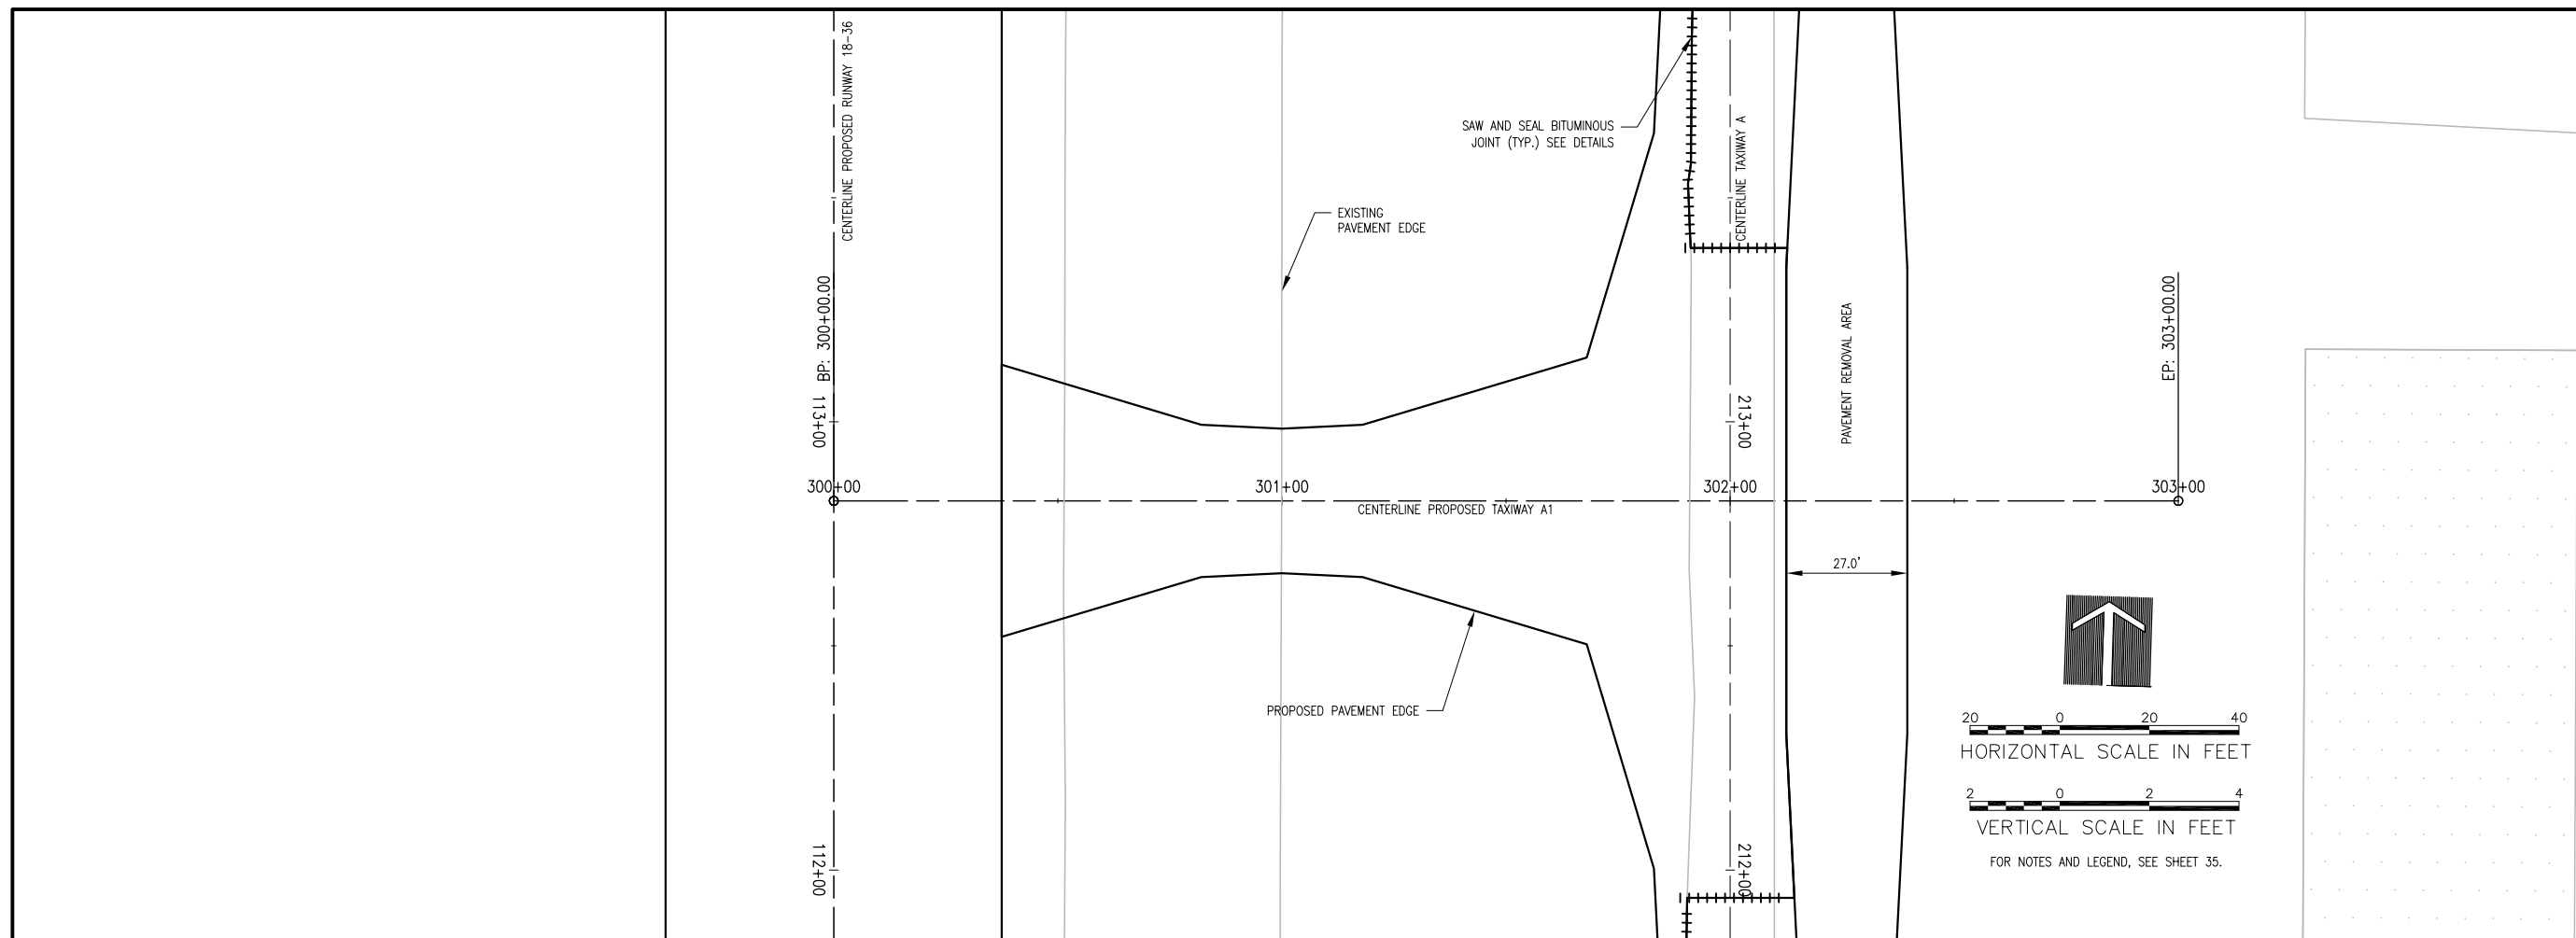 CENTERLINE PROPOSED RUNWAY 18-36
SAW AND SEAL BITUMINOUS
JOINT (TYP.) SEE DETAILS
CENTERLINE TAXIWAY A
EXISTING
PAVEMENT EDGE
BP: 300+00.00
113+00
213+00
PAVEMENT REMOVAL AREA
EP: 303+00.00
300+00
301+00
302+00
303+00
CENTERLINE PROPOSED TAXIWAY A1
27.0'
PROPOSED PAVEMENT EDGE
20 0 20 40
HORIZONTAL SCALE IN FEET
2 0 2 4
VERTICAL SCALE IN FEET
FOR NOTES AND LEGEND, SEE SHEET 35.
112+00
212+00